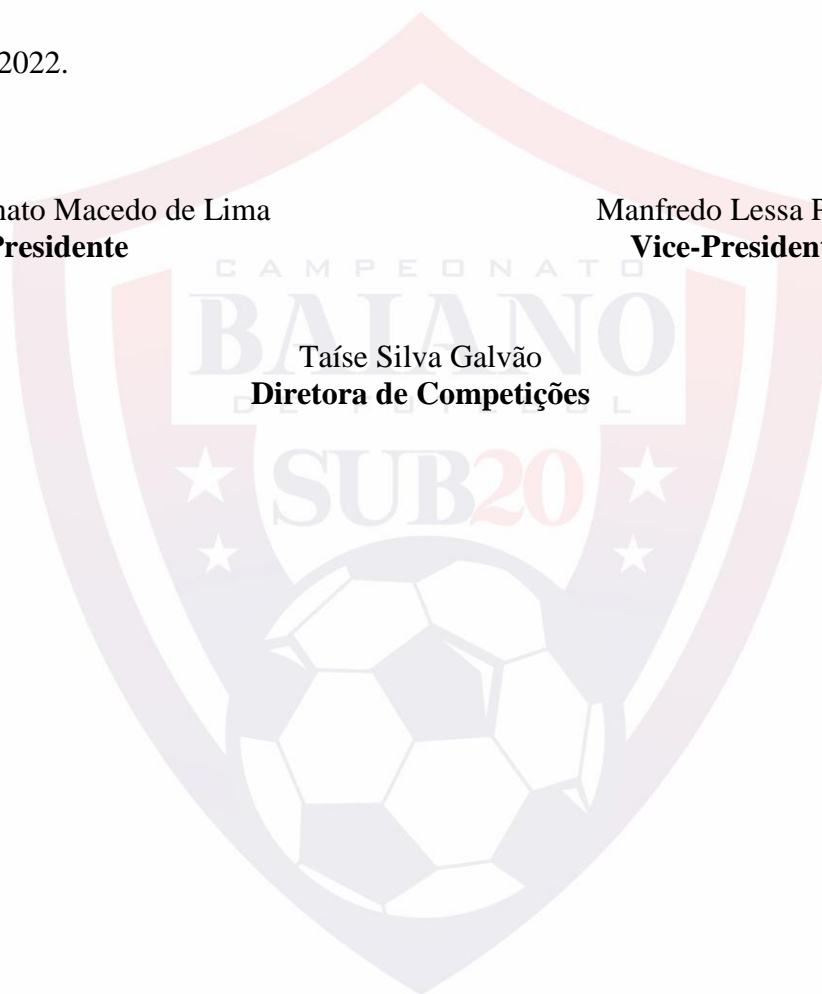 2022.
nato Macedo de Lima
Manfredo Lessa P
Presidente
Vice-President
CAMPEONATO
BAIANO
Taíse Silva Galvão
Diretora de Competições
DE FUTEBOL
SUB20